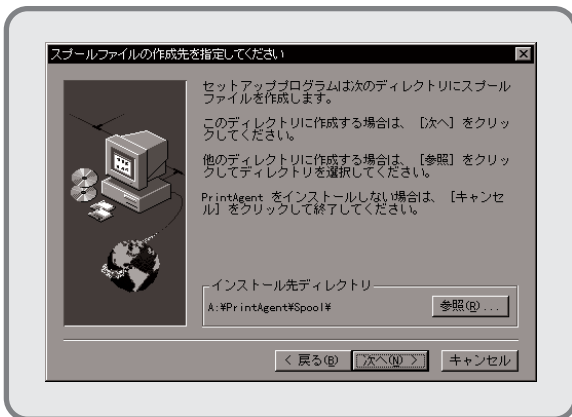 スプールファイルの作成先を指定してください
セットアッププログラムは次のディレクトリにスプール
ファイルを作成します。
このディレクトリに作成する場合は、［次へ］をクリッ
クしてください。
他のディレクトリに作成する場合は、［参照］をクリッ
クしてディレクトリを選択してください。
PrintAgent をインストールしない場合は、［キャンセ
ル］をクリックして終了してください。
インストール先ディレクトリ
A:¥PrintAgent¥Spool¥
参照(R)...
< 戻る(B)
次へ(N) >
キャンセル